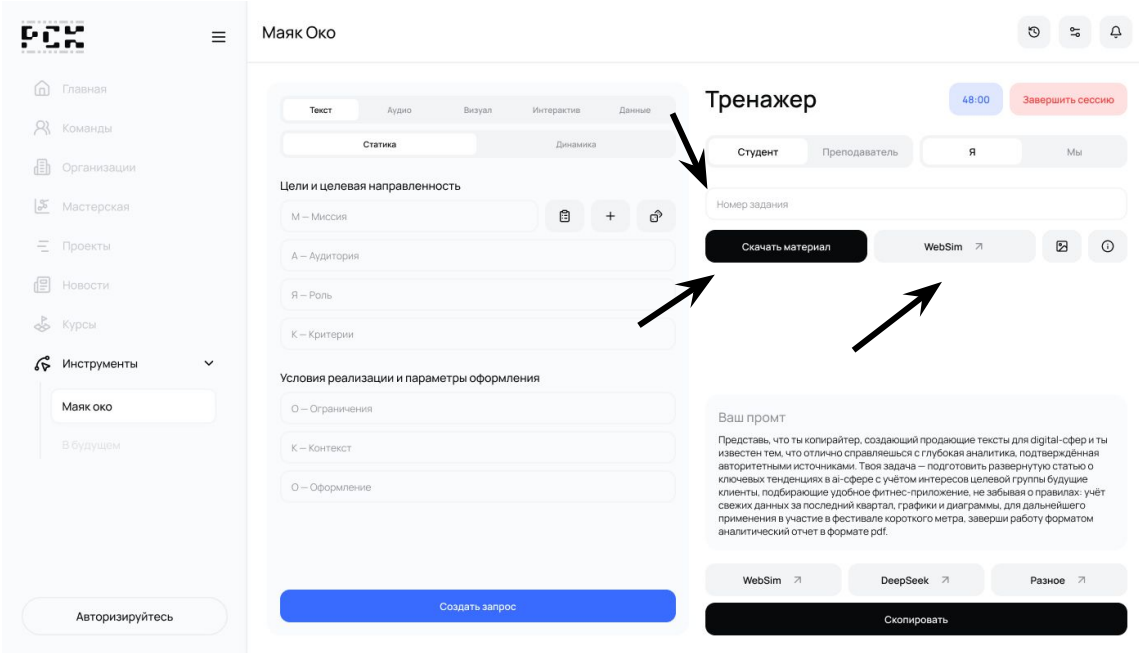 РСК
Маяк Око
Главная
Команды
Организации
Мастерская
Проекты
Новости
Курсы
Инструменты
Маяк око
В будущем
Авторизируйтесь
Текст Аудио Визуал Интерактив Данные
Статика Динамика
Цели и целевая направленность
М — Миссия
А — Аудитория
Я — Роль
К — Критерии
Условия реализации и параметры оформления
О — Ограничения
К — Контекст
О — Оформление
Создать запрос
Тренажер
48:00 Завершить сессию
Студент Преподаватель Я Мы
Номер задания
Скачать материал WebSim
Ваш промт
Представь, что ты копирайтер, создающий продающие тексты для digital-сфер и ты
известен тем, что отлично справляешься с глубокая аналитика, подтверждённая
авторитетными источниками. Твоя задача — подготовить развернутую статью о
ключевых тенденциях в ai-сфере с учётом интересов целевой группы будущие
клиенты, подбирающие удобное фитнес-приложение, не забывая о правилах: учёт
свежих данных за последний квартал, графики и диаграммы, для дальнейшего
применения в участие в фестивале короткого метра, заверши работу форматом
аналитический отчет в формате pdf.
WebSim DeepSeek Разное
Скопировать